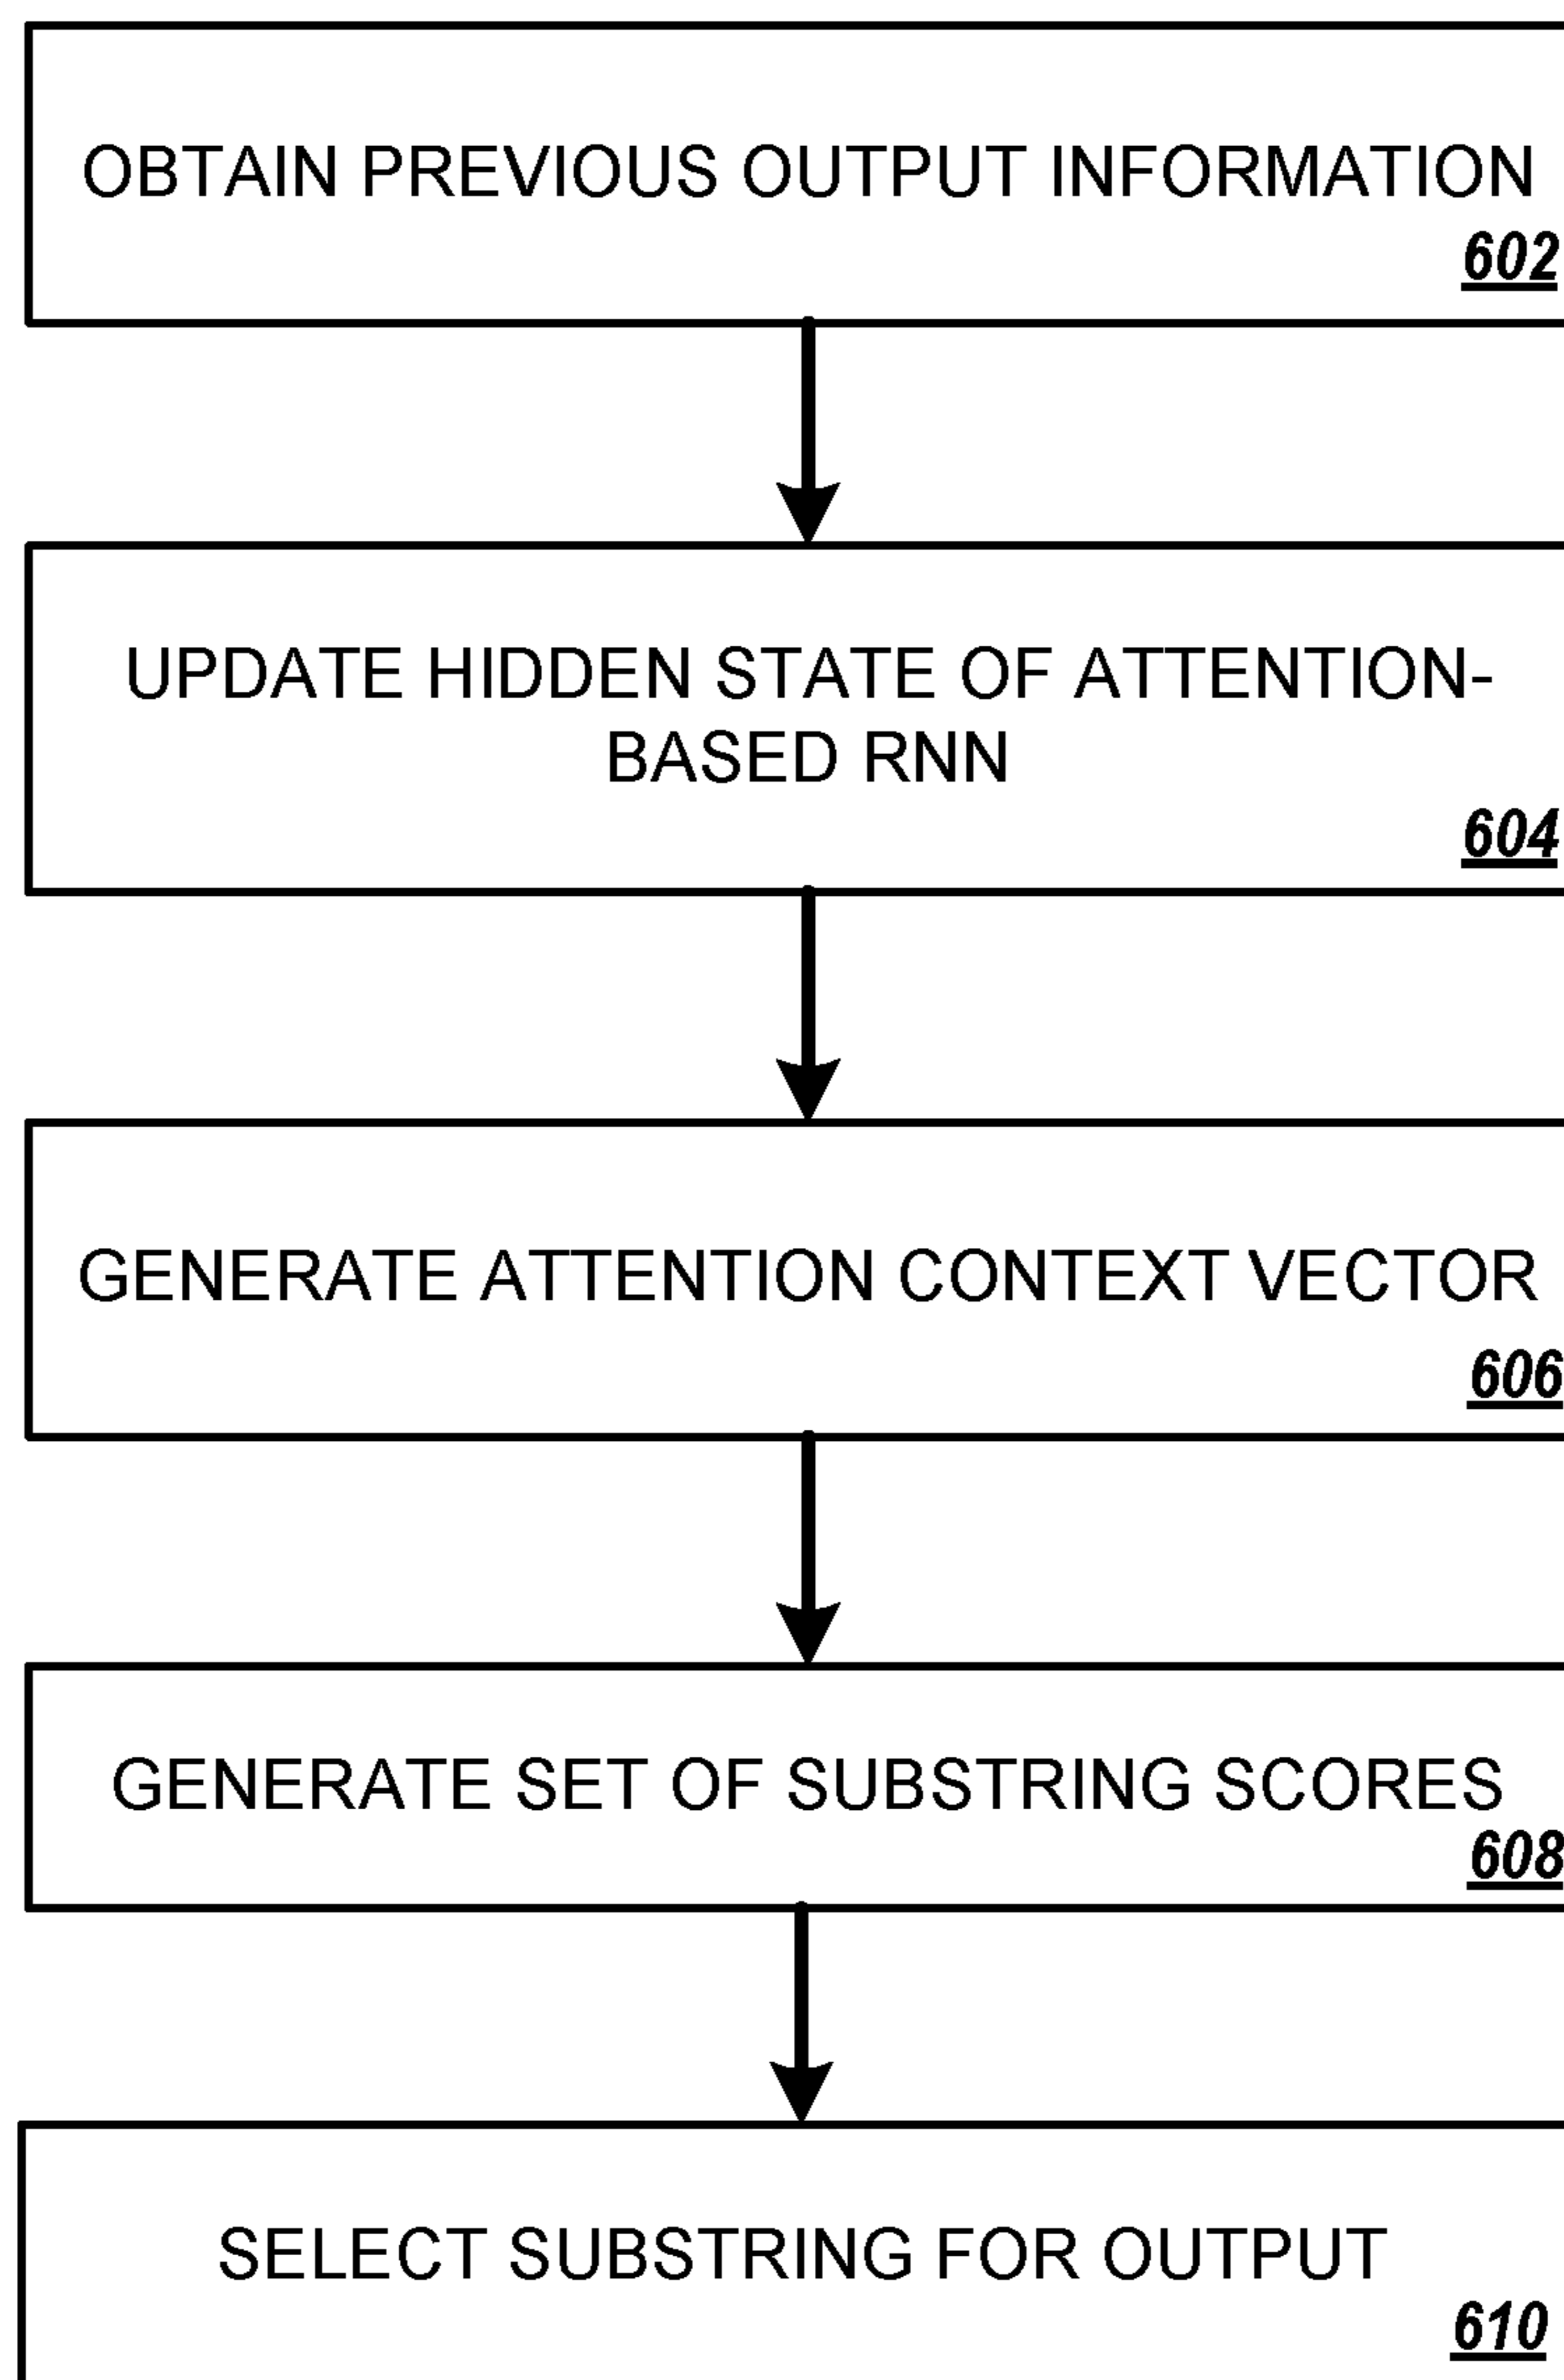 OBTAIN PREVIOUS OUTPUT INFORMATION
602
UPDATE HIDDEN STATE OF ATTENTION-
BASED RNN
604
GENERATE ATTENTION CONTEXT VECTOR
606
GENERATE SET OF SUBSTRING SCORES
608
SELECT SUBSTRING FOR OUTPUT
610